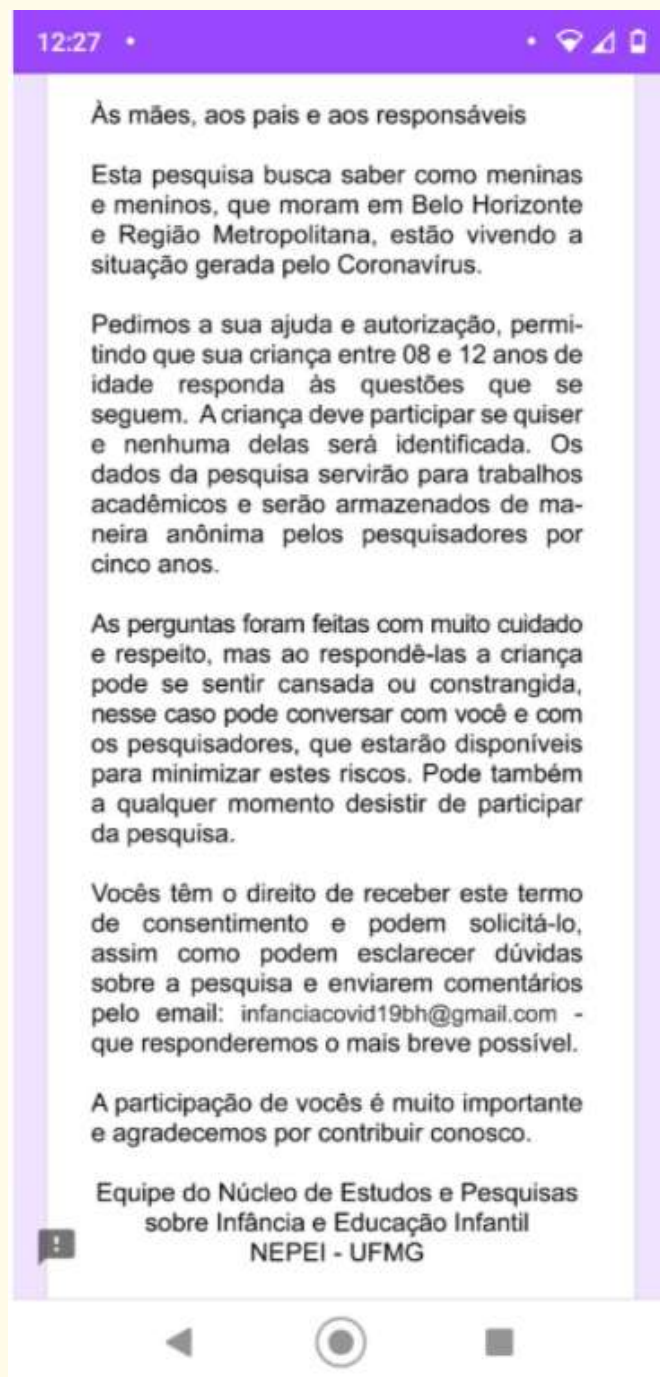 12:27
Às mães, aos pais e aos responsáveis
Esta pesquisa busca saber como meninas
e meninos, que moram em Belo Horizonte
e Região Metropolitana, estão vivendo a
situação gerada pelo Coronavírus.
Pedimos a sua ajuda e autorização, permi-
tindo que sua criança entre 08 e 12 anos de
idade responda às questões que se
seguem. A criança deve participar se quiser
e nenhuma delas será identificada. Os
dados da pesquisa servirão para trabalhos
acadêmicos e serão armazenados de ma-
neira anônima pelos pesquisadores por
cinco anos.
As perguntas foram feitas com muito cuidado
e respeito, mas ao respondê-las a criança
pode se sentir cansada ou constrangida,
nesse caso pode conversar com você e com
os pesquisadores, que estarão disponíveis
para minimizar estes riscos. Pode também
a qualquer momento desistir de participar
da pesquisa.
Vocês têm o direito de receber este termo
de consentimento e podem solicitá-lo,
assim como podem esclarecer dúvidas
sobre a pesquisa e enviarem comentários
pelo email: infanciacovid19bh@gmail.com -
que responderemos o mais breve possível.
A participação de vocês é muito importante
e agradecemos por contribuir conosco.
Equipe do Núcleo de Estudos e Pesquisas
sobre Infância e Educação Infantil
NEPEI - UFMG